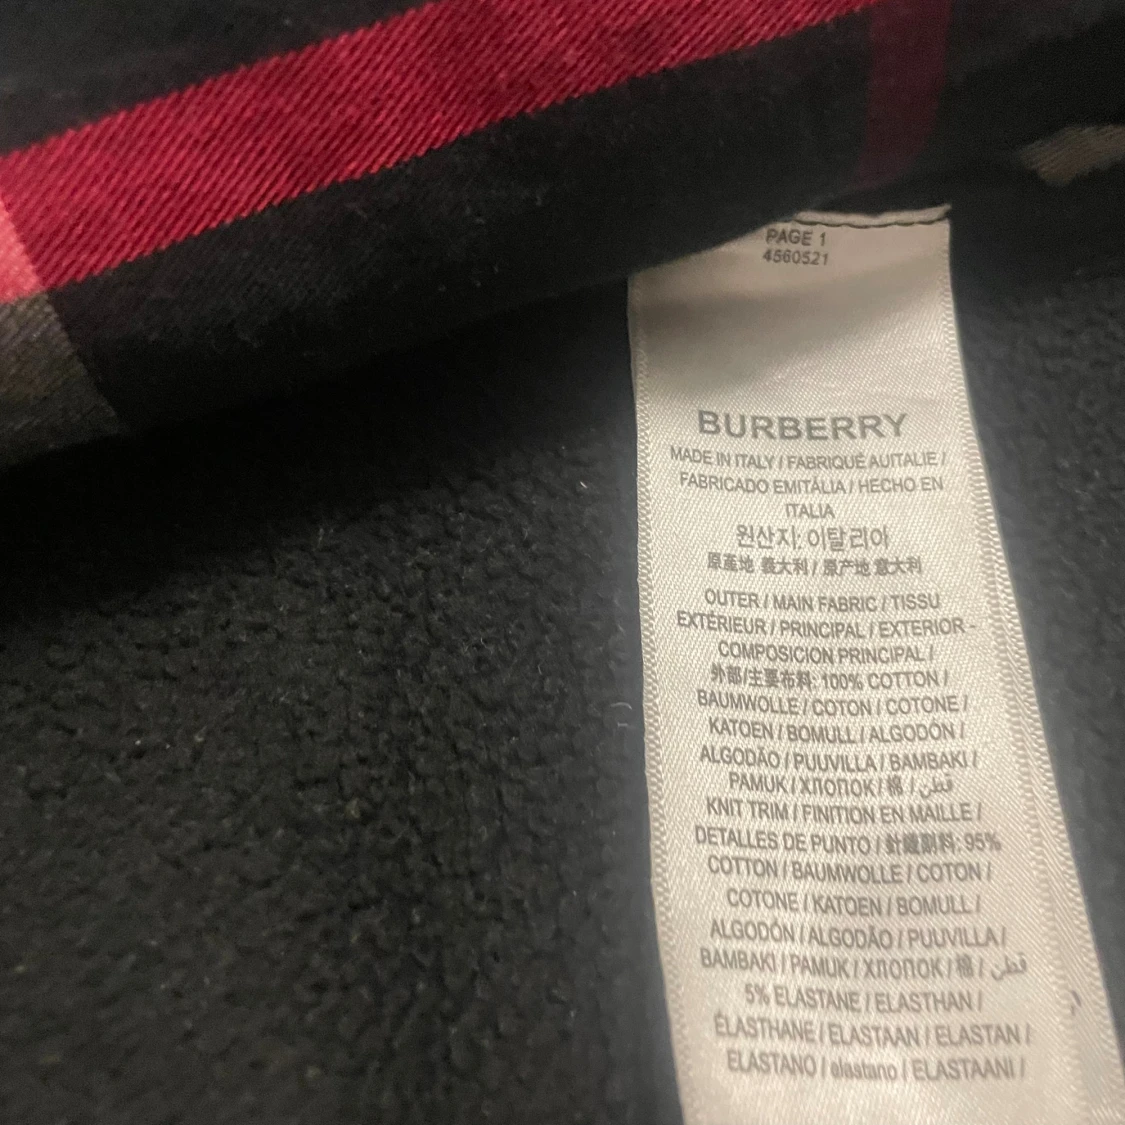 PAGE 1
4560521
BURBERRY
MADE IN ITALY / FABRIQUÉ AUITALIE /
FABRICADO EMITÁLIA / HECHO EN
ITALIA
원산지: 이탈리아
原產地 義大利 / 原产地 意大利
OUTER / MAIN FABRIC / TISSU
EXTÉRIEUR / PRINCIPAL / EXTERIOR -
COMPOSICION PRINCIPAL /
外部/主要布料: 100% COTTON /
BAUMWOLLE / COTON / COTONE /
KATOEN / BOMULL / ALGODÓN /
ALGODÃO / PUUVILLA / BAMBAKI /
PAMUK / ХЛОПОК / 棉 / قطن
KNIT TRIM / FINITION EN MAILLE /
DETALLES DE PUNTO / 針織副料: 95%
COTTON / BAUMWOLLE / COTON /
COTONE / KATOEN / BOMULL /
ALGODÓN / ALGODÃO / PUUVILLA /
BAMBAKI / PAMUK / ХЛОПОК / 棉 / قطن
5% ELASTANE / ELASTHAN /
ÉLASTHANE / ELASTAAN / ELASTAN /
ELASTANO / elastano / ELASTAANI /